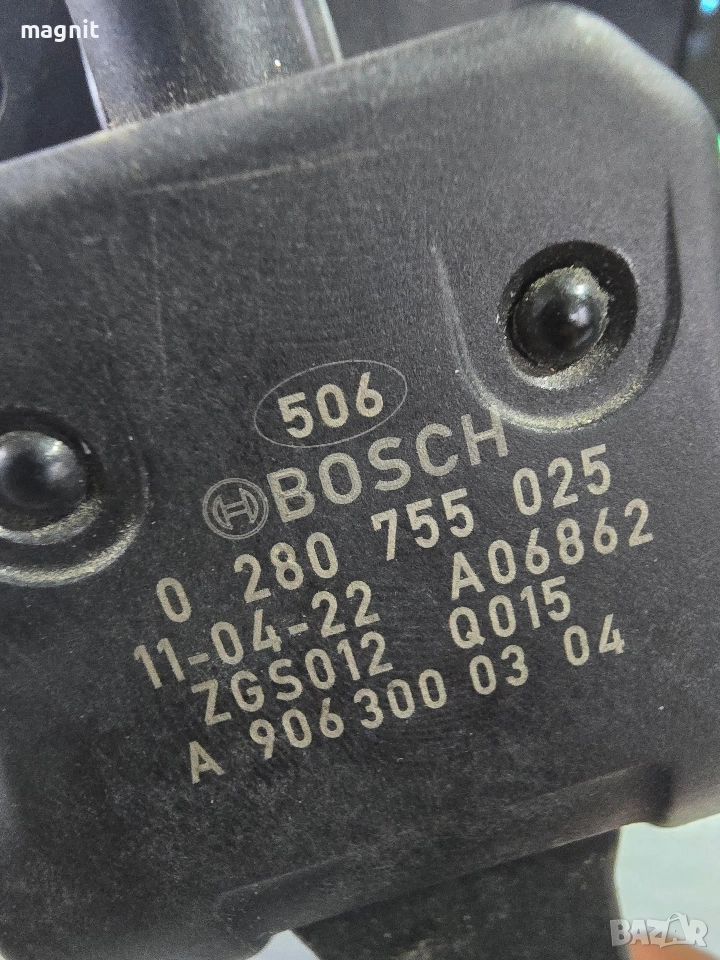 magnit
506
BOSCH
0 280 755 025
11-04-22 A06862
ZGS012 Q015
A 906 300 03 04
BAZAR